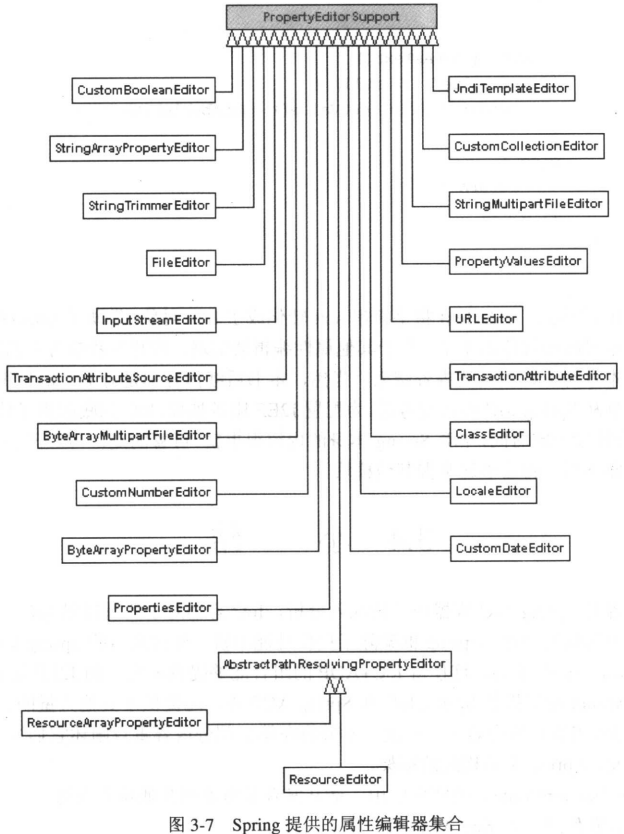 PropertyEditorSupport
CustomBooleanEditor
JndiTemplateEditor
StringArrayPropertyEditor
CustomCollectionEditor
StringTrimmerEditor
StringMultipartFileEditor
FileEditor
PropertyValuesEditor
InputStreamEditor
URLEditor
TransactionAttributeSourceEditor
TransactionAttributeEditor
ByteArrayMultipartFileEditor
ClassEditor
CustomNumberEditor
LocaleEditor
ByteArrayPropertyEditor
CustomDateEditor
PropertiesEditor
AbstractPathResolvingPropertyEditor
ResourceArrayPropertyEditor
ResourceEditor
图 3-7 Spring 提供的属性编辑器集合